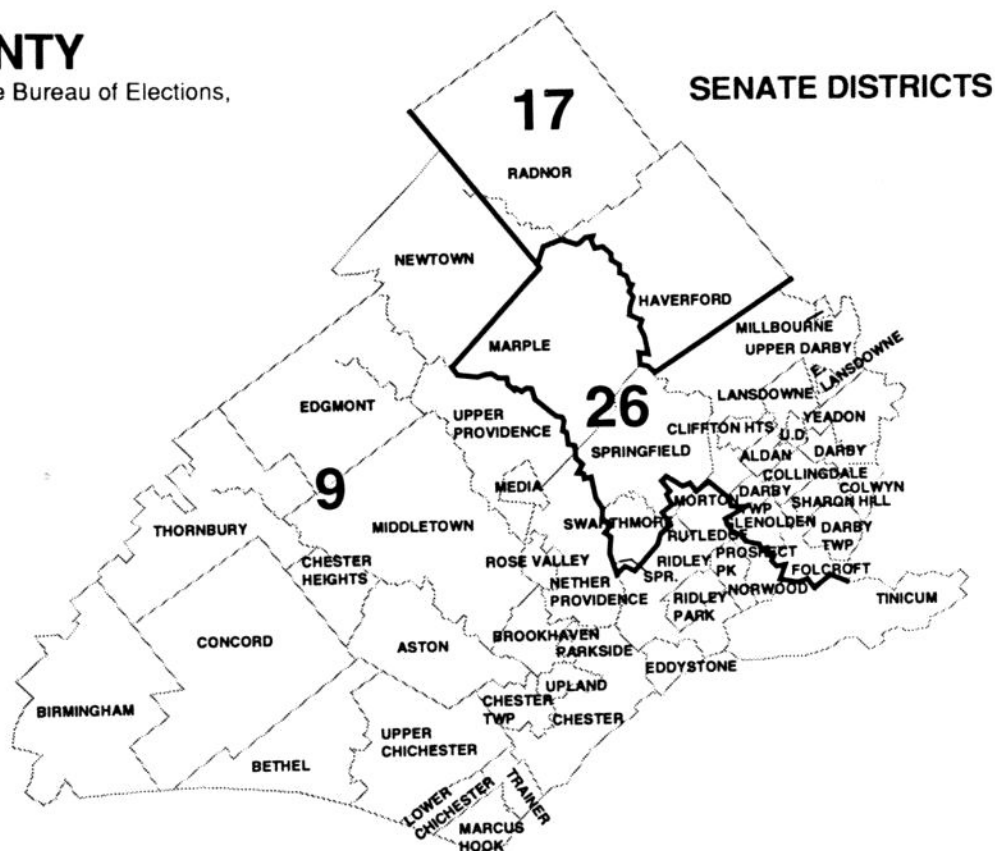 NTY
e Bureau of Elections,
SENATE DISTRICTS
17
RADNOR
NEWTOWN
HAVERFORD
MARPLE
MILLBOURNE
UPPER DARBY
E.
LANSDOWNE
LANSDOWNE
EDGMONT
UPPER
PROVIDENCE
26
YEADON
CLIFFTON HTS
U.D,
SPRINGFIELD
ALDAN
DARBY
9
COLLINGDALE
MEDIA
COLWYN
MORTON
DARBY
TWP
SHARON HILL
THORNBURY
MIDDLETOWN
SWARTHMORE
GLENOLDEN
DARBY
TWP
RUTLEDGE
CHESTER
HEIGHTS
ROSE VALLEY
RIDLEY
SPR.
PROSPECT
PK
FOLCROFT
NETHER
PROVIDENCE
NORWOOD
RIDLEY
PARK
TINICUM
CONCORD
ASTON
BROOKHAVEN
PARKSIDE
EDDYSTONE
UPLAND
BIRMINGHAM
CHESTER
TWP
CHESTER
UPPER
CHICHESTER
BETHEL
LOWER
CHICHESTER
TRAINER
MARCUS
HOOK